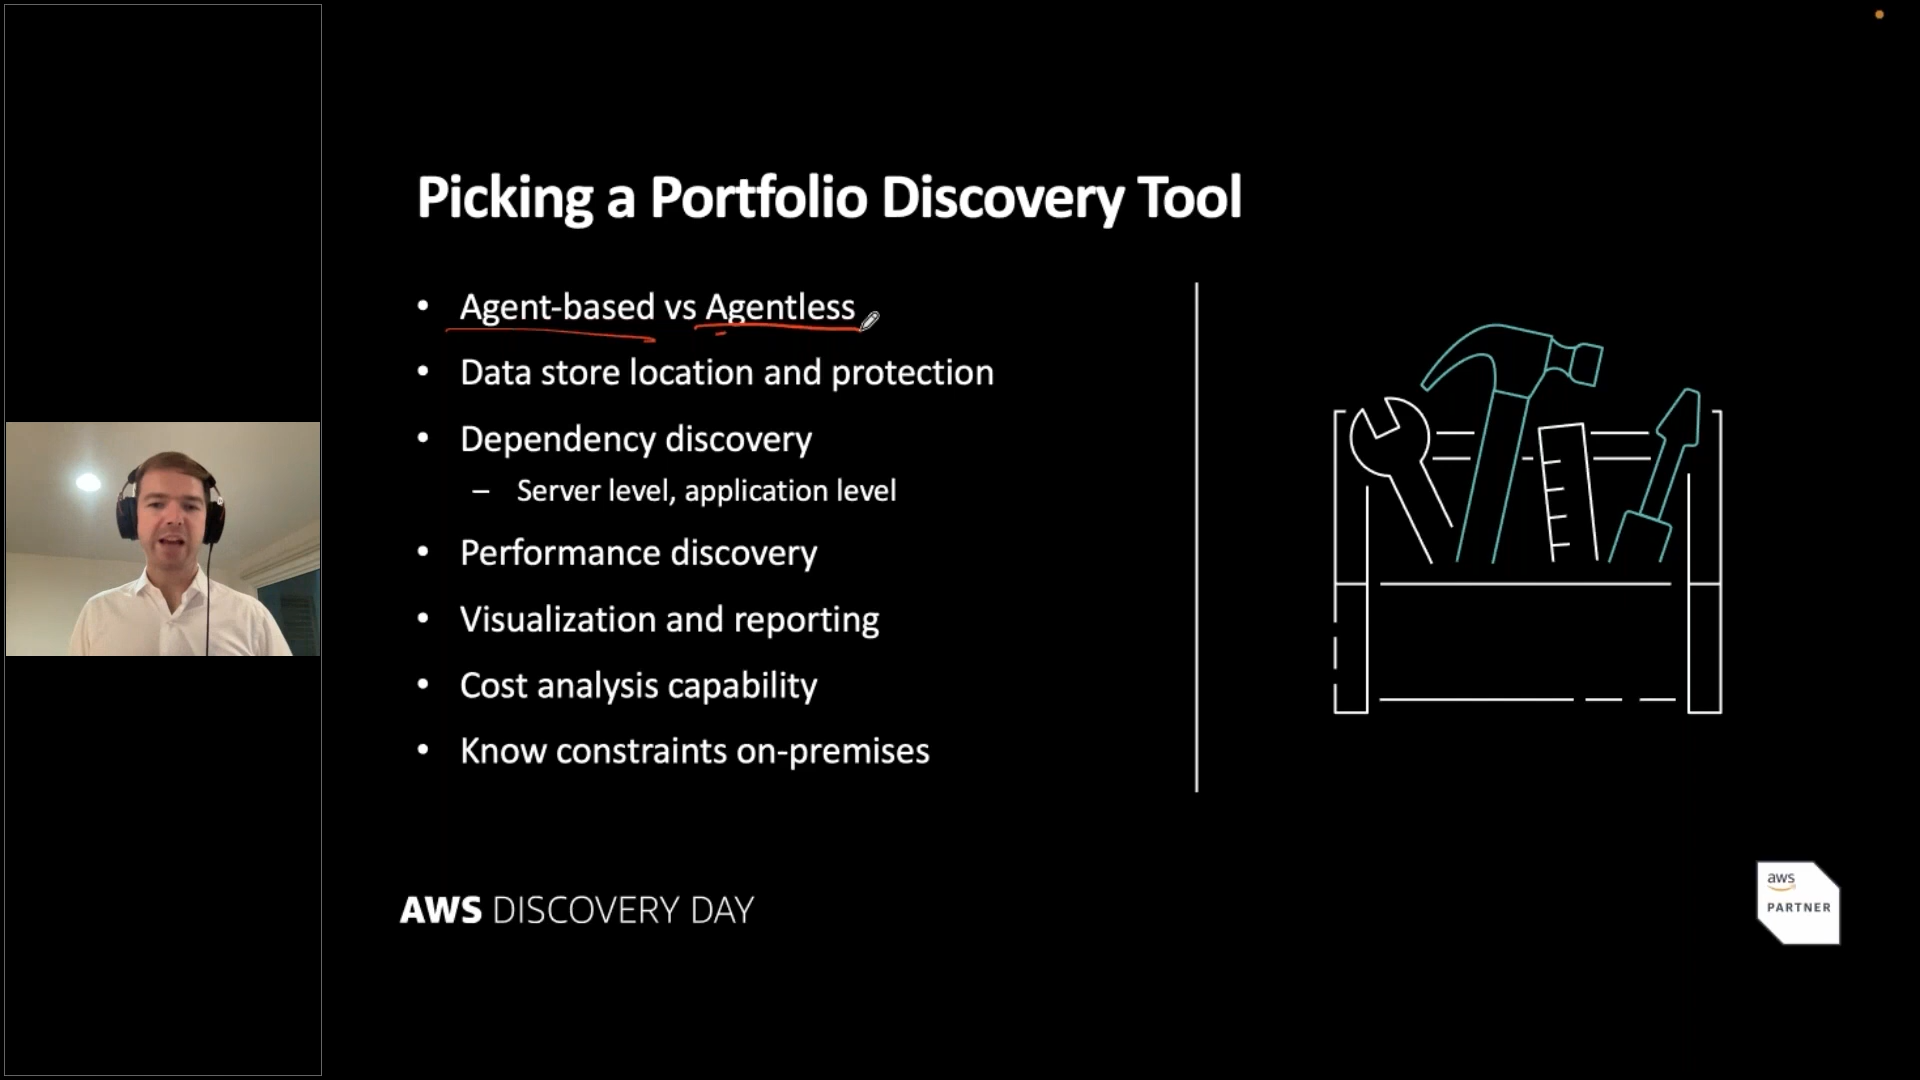 Picking a Portfolio Discovery Tool
• Agent-based vs Agentless
• Data store location and protection
• Dependency discovery
– Server level, application level
• Performance discovery
• Visualization and reporting
• Cost analysis capability
• Know constraints on-premises
AWS DISCOVERY DAY
aws
PARTNER